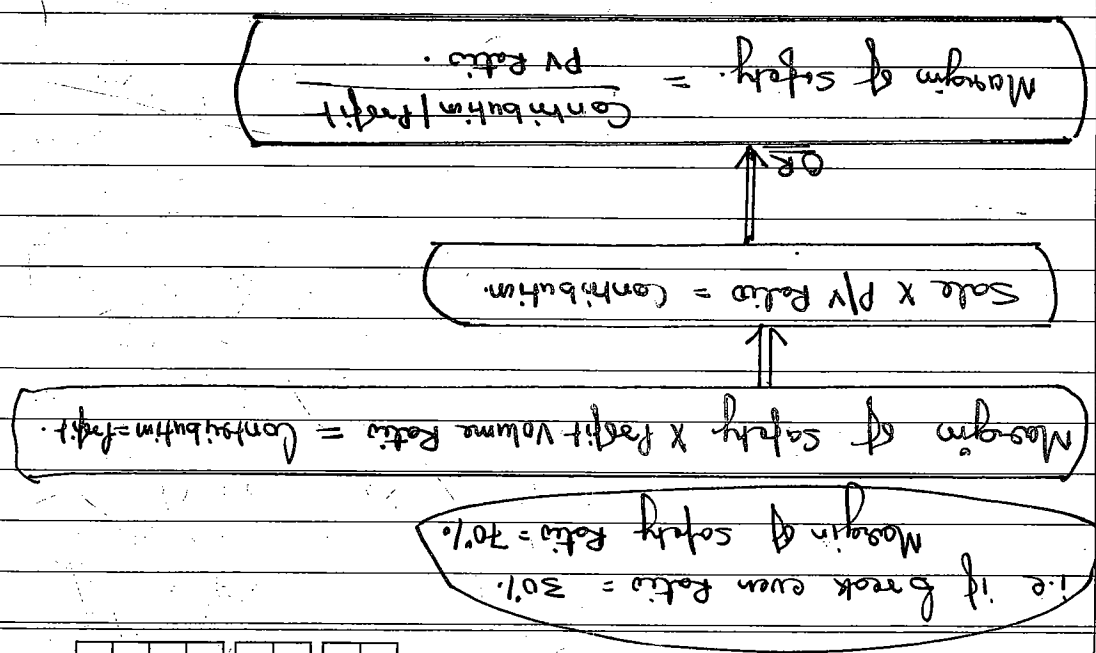 i.e if break even Ratio = 30%.
Margin of safety Ratio = 70%
Margin of Safety X Profit Volume Ratio = Contribution = Profit.
Sale X P/V Ratio = Contribution
OR
Margin of Safety. = Contribution / Profit
PV Ratio.